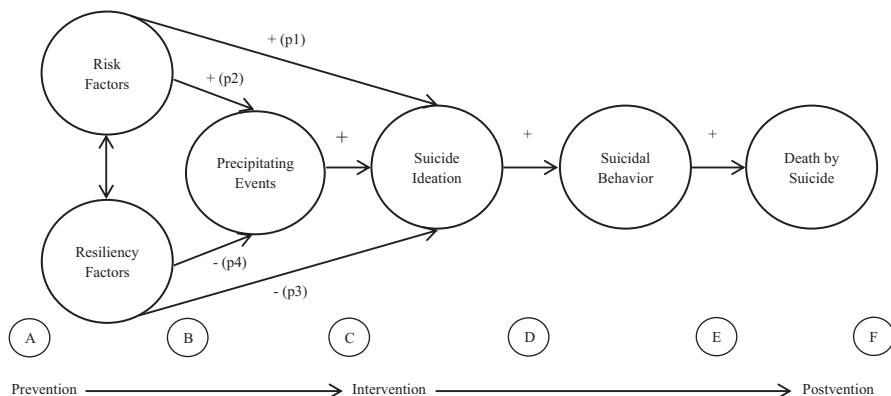 + (p1)
Risk
Factors
+ (p2)
+
+
+
Precipitating
Events
Suicide
Ideation
Suicidal
Behavior
Death by
Suicide
Resiliency
Factors
- (p4)
- (p3)
A B C D E F
Prevention Intervention Postvention